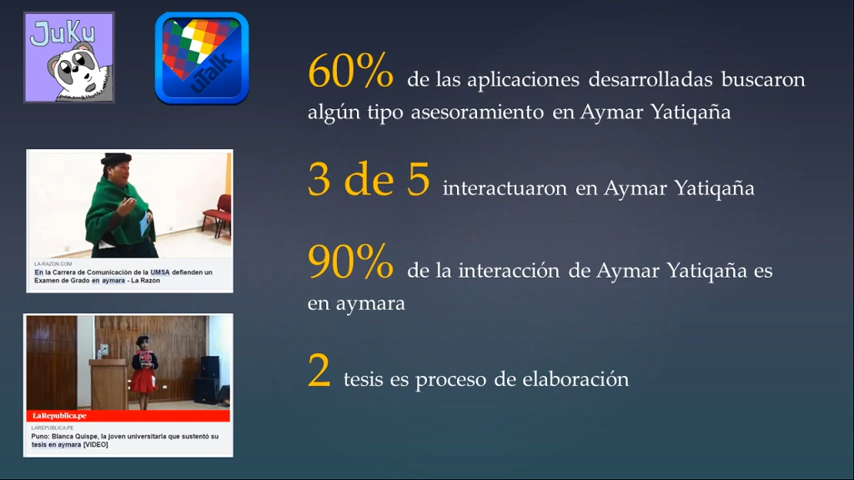 JuKu
uTalk
60% de las aplicaciones desarrolladas buscaron
algún tipo asesoramiento en Aymar Yatiqaña
3 de 5 interactuaron en Aymar Yatiqaña
90% de la interacción de Aymar Yatiqaña es
en aymara
2 tesis es proceso de elaboración
LA-RAZON.COM
En la Carrera de Comunicación de la UMSA defienden un
Examen de Grado en aymara - La Razón
LaRepublica.pe
LAREPUBLICA.PE
Puno: Blanca Quispe, la joven universitaria que sustentó su
tesis en aymara [VIDEO]